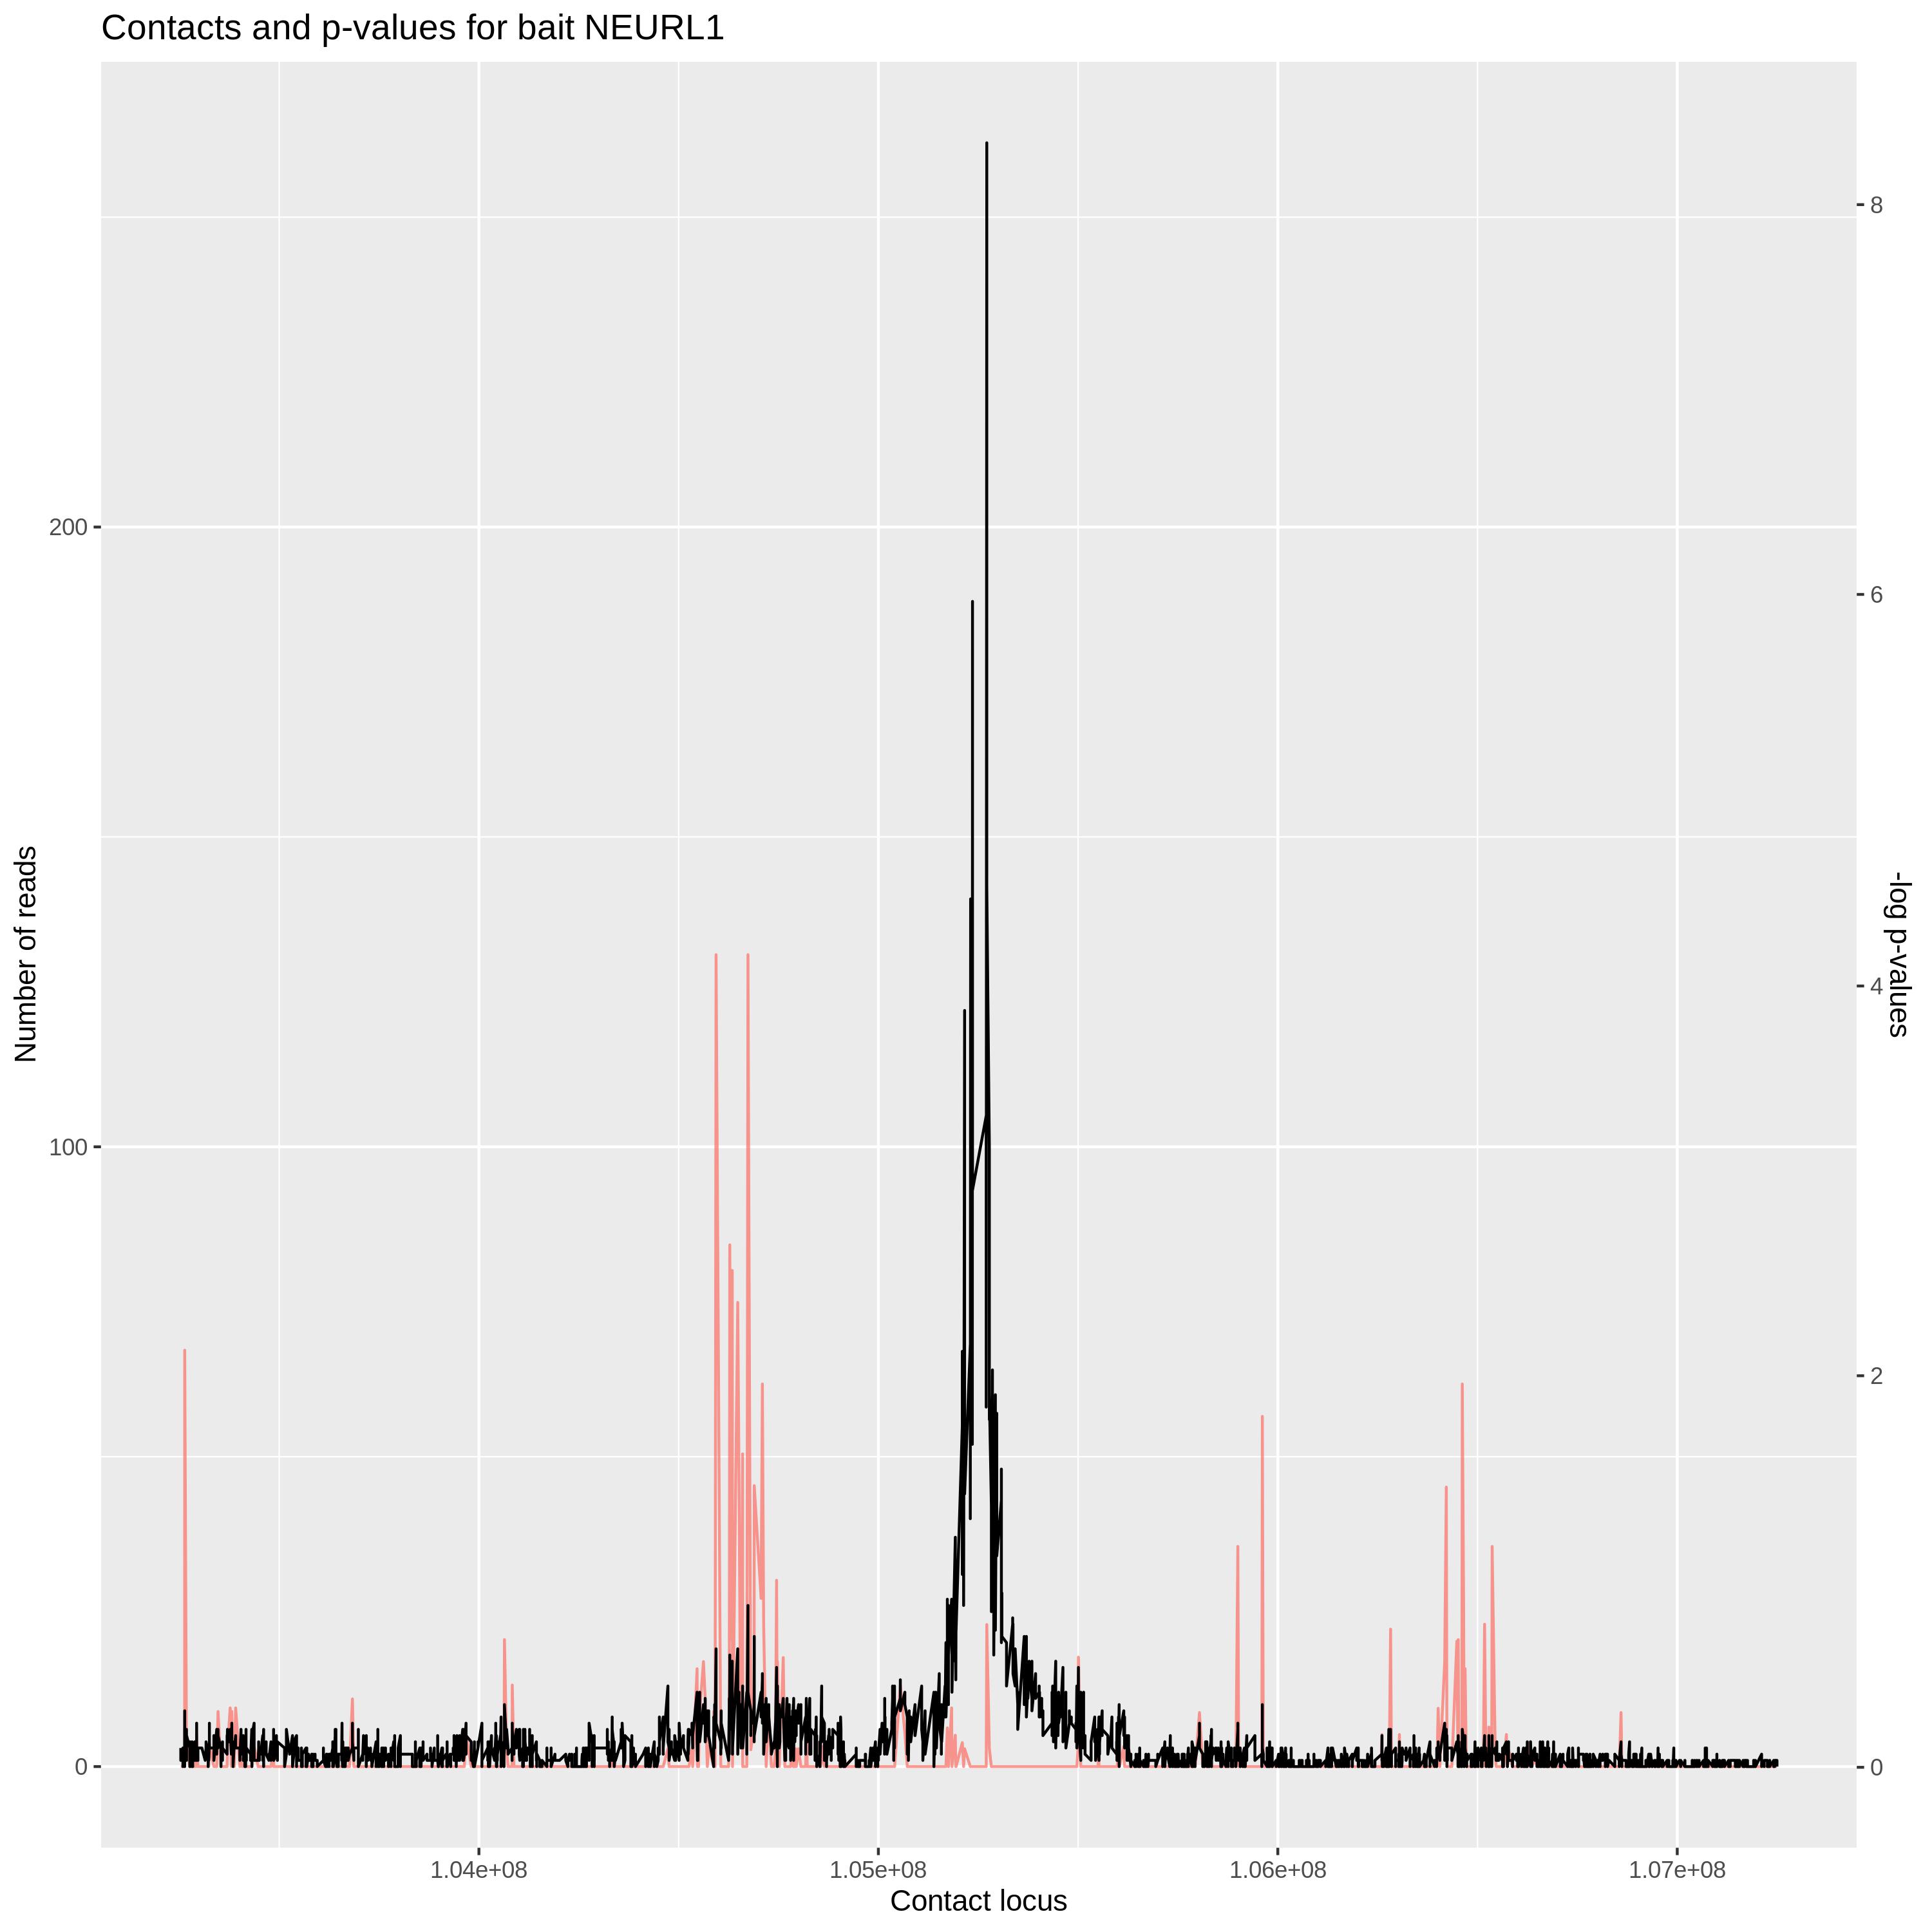 Contacts and p-values for bait NEURL1
Number of reads
200
100
0
8
6
4
2
0
-log p-values
1.04e+08
1.05e+08
1.06e+08
1.07e+08
Contact locus